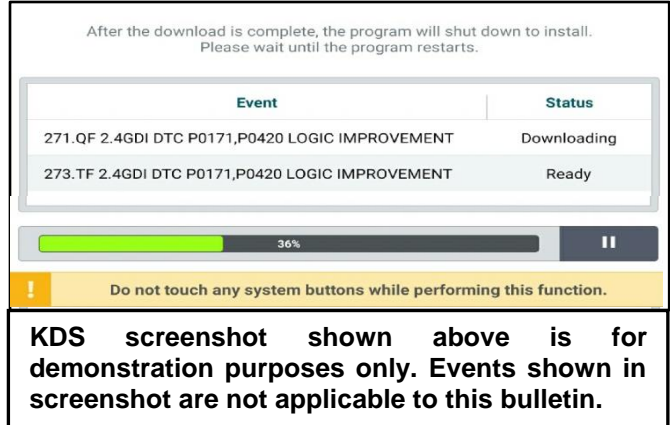 After the download is complete, the program will shut down to install.
Please wait until the program restarts.
Event Status
271.QF 2.4GDI DTC P0171,P0420 LOGIC IMPROVEMENT Downloading
273.TF 2.4GDI DTC P0171,P0420 LOGIC IMPROVEMENT Ready
36%
! Do not touch any system buttons while performing this function.
KDS screenshot shown above is for
demonstration purposes only. Events shown in
screenshot are not applicable to this bulletin.